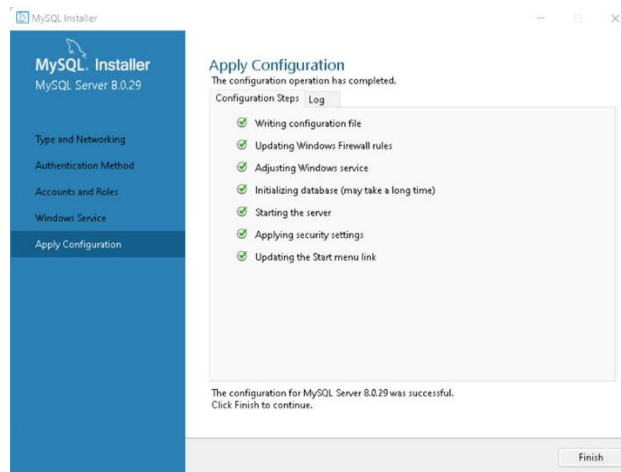 MySQL Installer
MySQL. Installer
MySQL Server 8.0.29
Type and Networking
Authentication Method
Accounts and Roles
Windows Service
Apply Configuration
Apply Configuration
The configuration operation has completed.
Configuration Steps Log
Writing configuration file
Updating Windows Firewall rules
Adjusting Windows service
Initializing database (may take a long time)
Starting the server
Applying security settings
Updating the Start menu link
The configuration for MySQL Server 8.0.29 was successful.
Click Finish to continue.
Finish